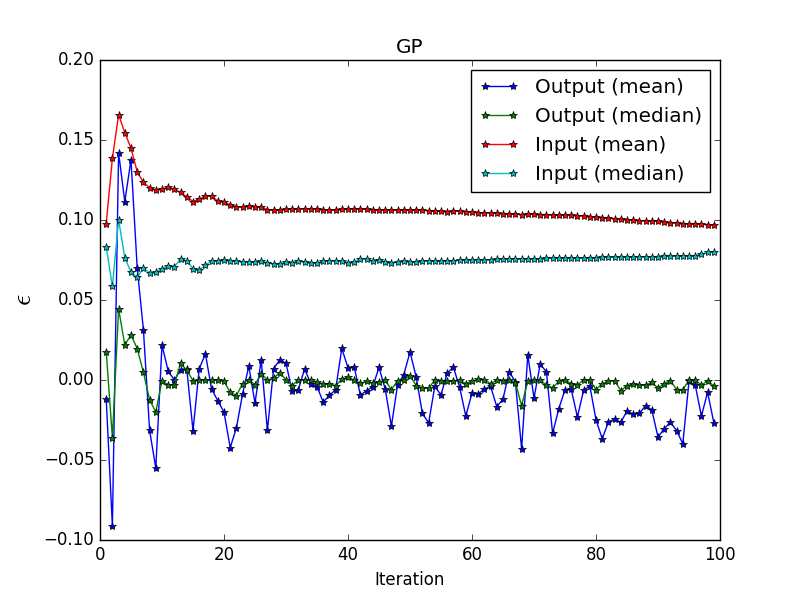 GP
0.20
0.15
0.10
0.05
0.00
−0.05
−0.10
ϵ
0
20
40
60
80
100
Iteration
Output (mean)
Output (median)
Input (mean)
Input (median)